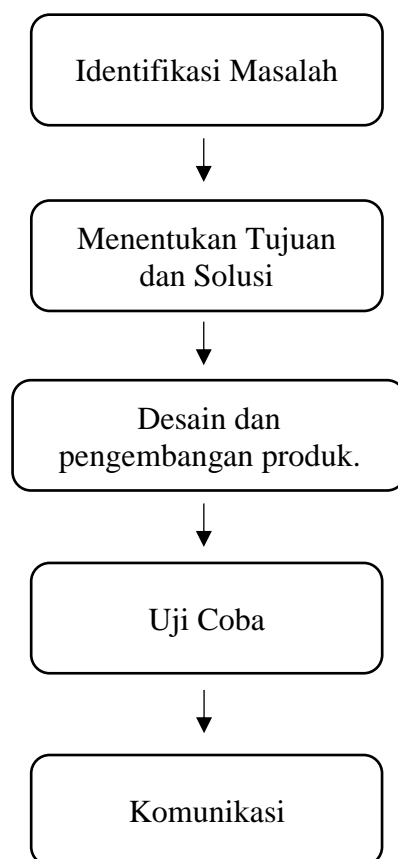 Identifikasi Masalah
Menentukan Tujuan
dan Solusi
Desain dan
pengembangan produk.
Uji Coba
Komunikasi